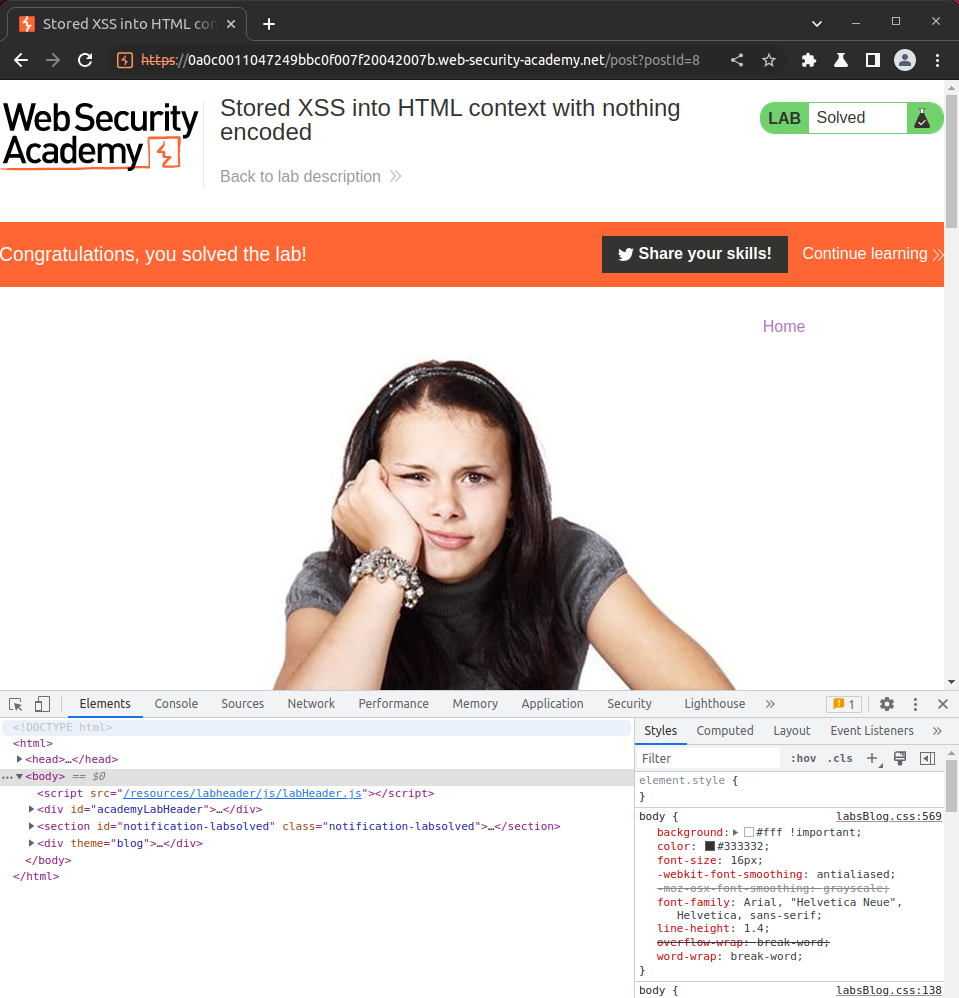 Stored XSS into HTML con
https://0a0c0011047249bbc0f007f20042007b.web-security-academy.net/post?postId=8
Web Security
Academy
Stored XSS into HTML context with nothing
encoded
Back to lab description
LAB Solved
Congratulations, you solved the lab!
Share your skills!
Continue learning
Home
Elements Console Sources Network Performance Memory Application Security Lighthouse » 1
<!DOCTYPE html>
<html>
<head>…</head>
<body> == $0
<script src="/resources/labheader/js/labHeader.js"></script>
<div id="academyLabHeader">…</div>
<section id="notification-labsolved" class="notification-labsolved">…</section>
<div theme="blog">…</div>
</body>
</html>
Styles Computed Layout Event Listeners »
Filter :hov .cls
element.style {
}
body { labsBlog.css:569
background: #fff !important;
color: #333332;
font-size: 16px;
-webkit-font-smoothing: antialiased;
-moz-osx-font-smoothing: grayscale;
font-family: Arial, "Helvetica Neue",
Helvetica, sans-serif;
line-height: 1.4;
overflow-wrap: break-word;
word-wrap: break-word;
}
body { labsBlog.css:138